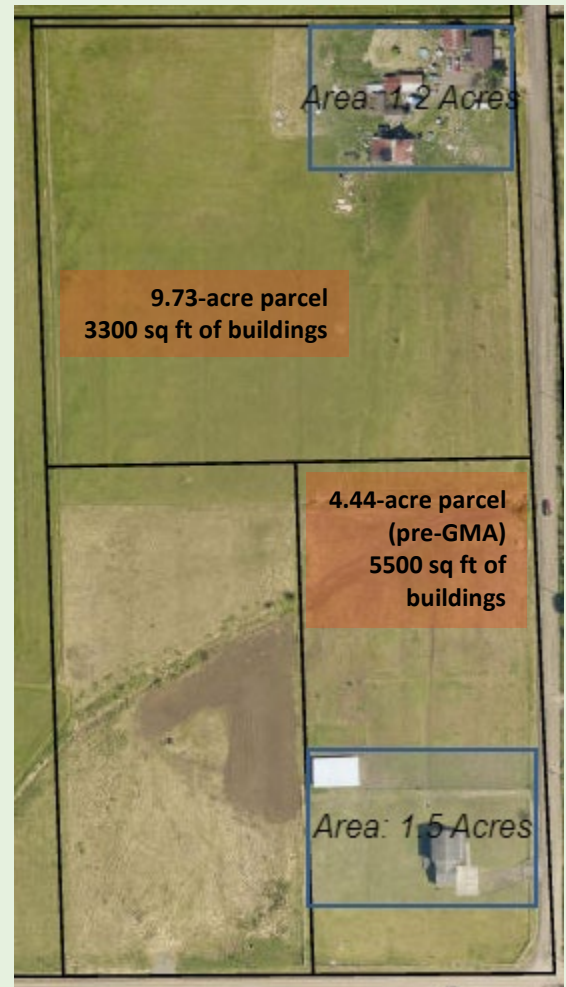 Area: 1.2 Acres
9.73-acre parcel
3300 sq ft of buildings
4.44-acre parcel
(pre-GMA)
5500 sq ft of
buildings
Area: 1.5 Acres